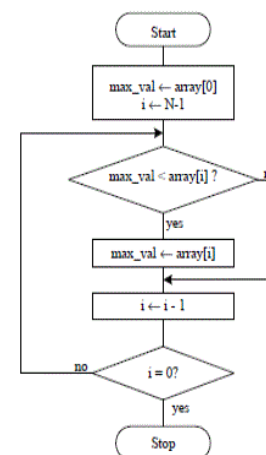 Start
max_val ← array[0]
i ← N-1
max_val < array[i] ?
yes
max_val ← array[i]
i ← i - 1
no
i = 0?
yes
Stop